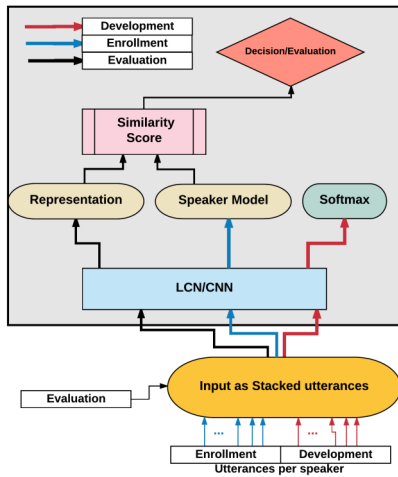 Development
Enrollment
Evaluation
Decision/Evaluation
Similarity
Score
Representation
Speaker Model
Softmax
LCN/CNN
Input as Stacked utterances
Evaluation
...
...
Enrollment
Development
Utterances per speaker